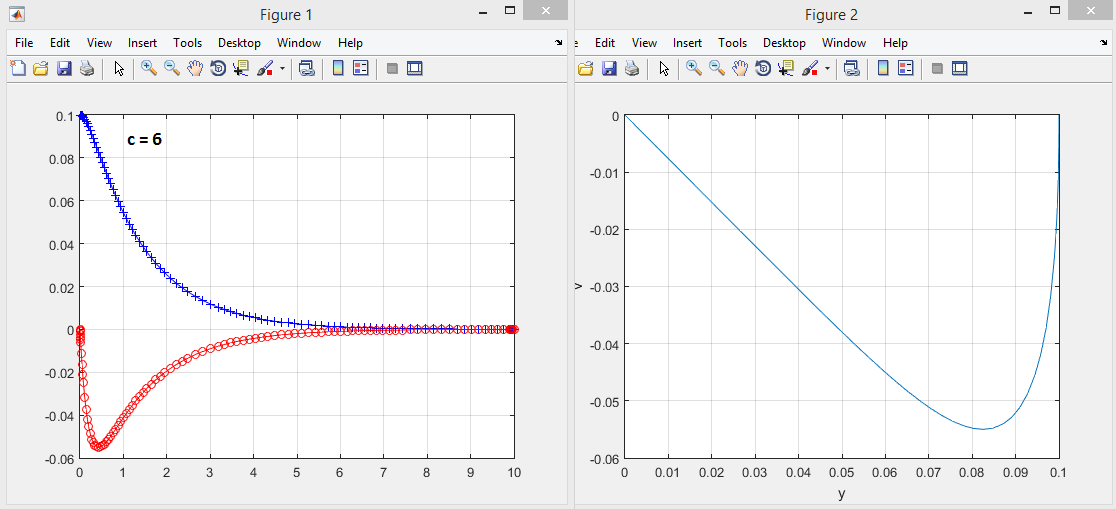 Figure 1
File Edit View Insert Tools Desktop Window Help
0.1
0.08
0.06
0.04
0.02
0
-0.02
-0.04
-0.06
c = 6
0 1 2 3 4 5 6 7 8 9 10
Figure 2
e Edit View Insert Tools Desktop Window Help
0
-0.01
-0.02
-0.03
-0.04
-0.05
-0.06
v
0 0.01 0.02 0.03 0.04 0.05 0.06 0.07 0.08 0.09 0.1
y